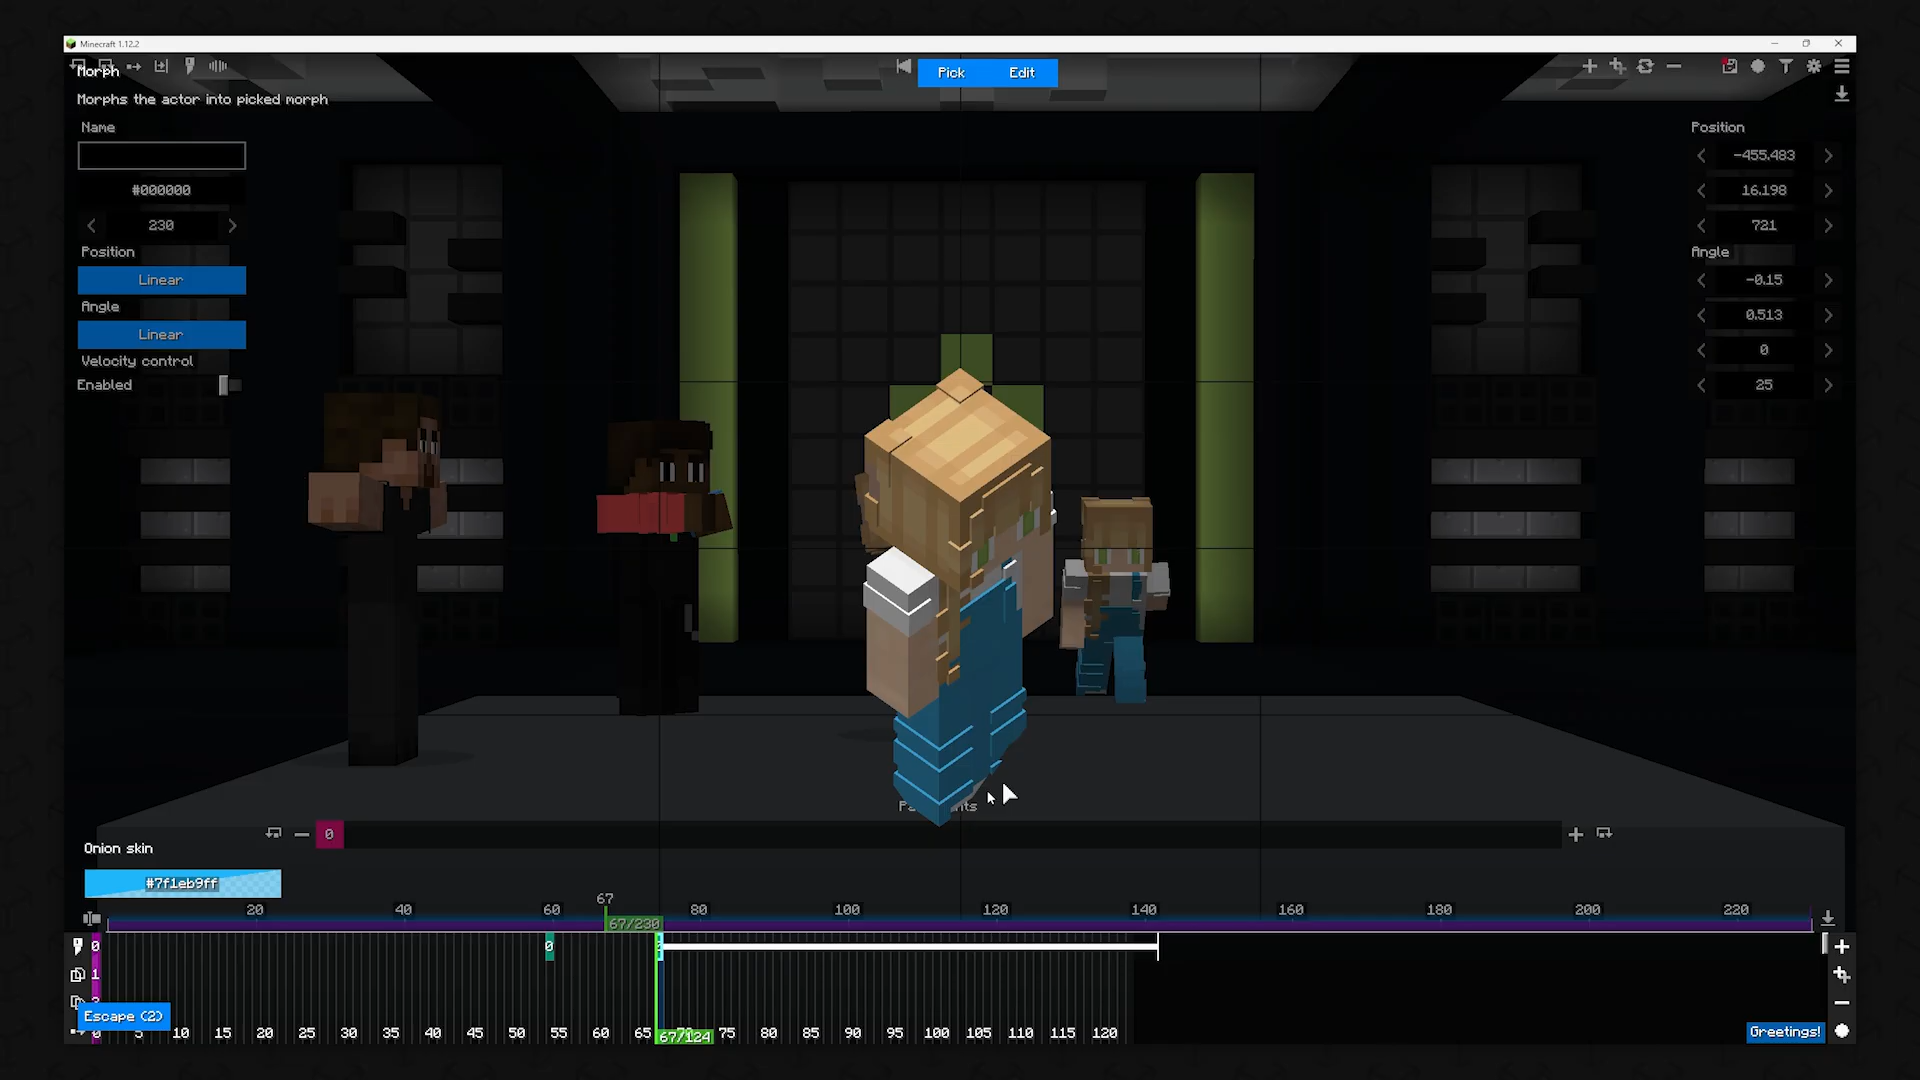 Minecraft 1.12.2
Morph
Pick
Edit
Morphs the actor into picked morph
Name
#000000
230
Position
Linear
Angle
Linear
Velocity control
Enabled
Position
-455.483
16.198
721
Angle
-0.15
0.513
0
25
0
Onion skin
#7f1eb9ff
67
20 40 60 80 100 120 140 160 180 200 220
67/230
0 0
1
Escape (2)
5 10 15 20 25 30 35 40 45 50 55 60 65 75 80 85 90 95 100 105 110 115 120
67/124
Greetings!